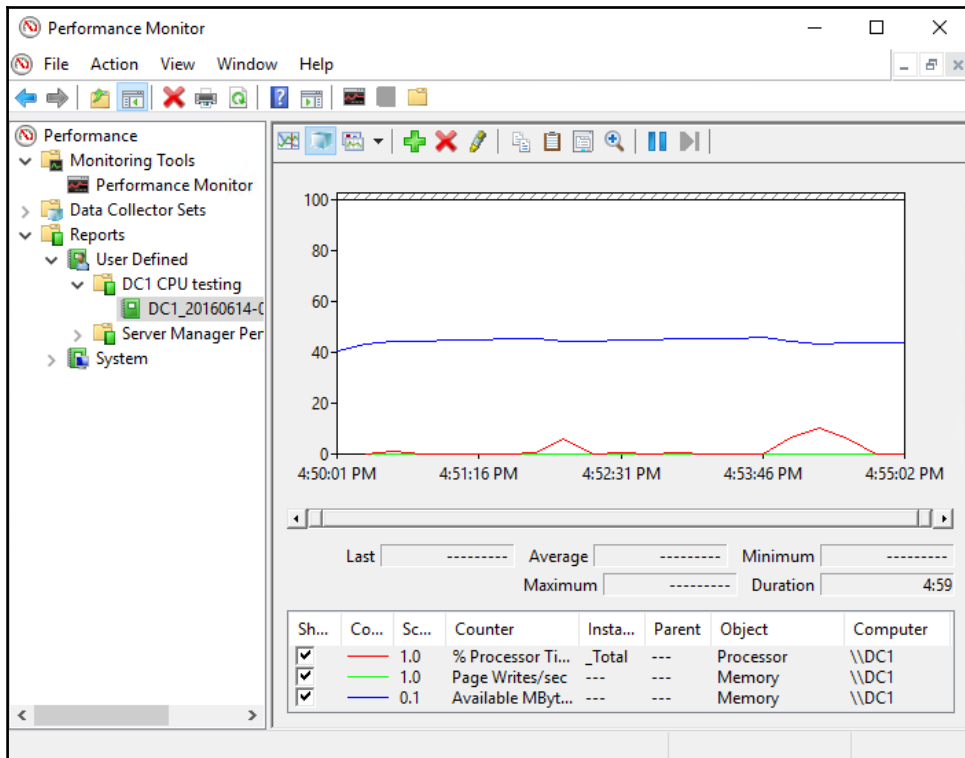 Performance Monitor
File Action View Window Help
Performance
Monitoring Tools
Performance Monitor
Data Collector Sets
Reports
User Defined
DC1 CPU testing
DC1_20160614-0
Server Manager Per
System
100
80
60
40
20
0
4:50:01 PM 4:51:16 PM 4:52:31 PM 4:53:46 PM 4:55:02 PM
Last --------- Average --------- Minimum ---------
Maximum --------- Duration 4:59
Sh... Co... Sc... Counter Insta... Parent Object Computer
1.0 % Processor Ti... _Total --- Processor \\DC1
1.0 Page Writes/sec --- --- Memory \\DC1
0.1 Available MByt... --- --- Memory \\DC1